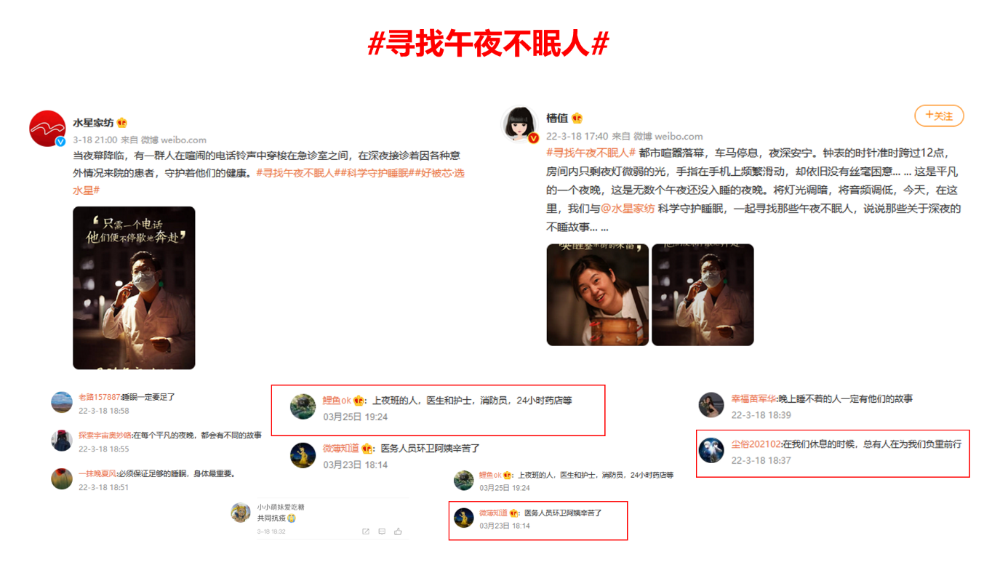 #寻找午夜不眠人#
水星家纺
3-18 21:00 来自 微博 weibo.com
当夜幕降临，有一群人在喧闹的电话铃声中穿梭在急诊室之间，在深夜接诊着因各种意
外情况来院的患者，守护着他们的健康。#寻找午夜不眠人##科学守护睡眠##好被芯·选
水星#
只需一个电话
他们便不停歇地奔赴
槽值
+关注
22-3-18 17:40 来自 微博 weibo.com
#寻找午夜不眠人# 都市喧嚣落幕，车马停息，夜深安宁。钟表的时针准时跨过12点，
房间内只剩夜灯微弱的光，手指在手机上频繁滑动，却依旧没有丝毫困意... ... 这是平凡
的一个夜晚，这是无数个午夜还没入睡的夜晚。将灯光调暗，将音频调低，今天，在这
里，我们与@水星家纺 科学守护睡眠，一起寻找那些午夜不眠人，说说那些关于深夜的
不睡故事... ...
老路157887:睡眠一定要足了
22-3-18 18:58
探索宇宙奥妙咯:在每个平凡的夜晚，都会有不同的故事
22-3-18 18:55
一抹晚夏风:必须保证足够的睡眠，身体最重要。
22-3-18 18:51
鲤鱼ok：上夜班的人，医生和护士，消防员，24小时药店等
03月25日 19:24
微薄知道：医务人员环卫阿姨辛苦了
03月23日 18:14
小小萌妹爱吃糖
共同抗疫
3-18 18:32
鲤鱼ok：上夜班的人，医生和护士，消防员，24小时药店等
03月25日 19:24
微薄知道：医务人员环卫阿姨辛苦了
03月23日 18:14
幸福苗军华:晚上睡不着的人一定有他们的故事
22-3-18 18:39
尘俗202102:在我们休息的时候，总有人在为我们负重前行
22-3-18 18:37